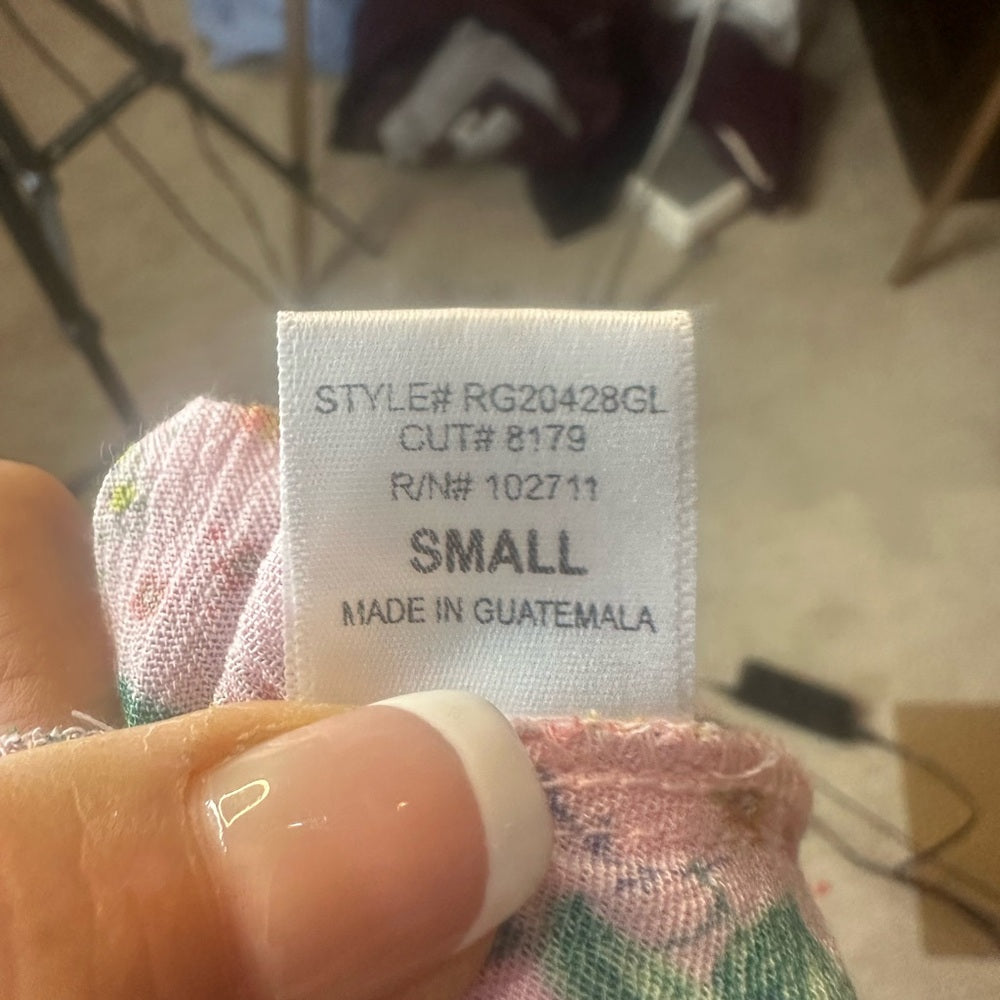 STYLE# RG20428GL
CUT# 8179
R/N# 102711
SMALL
MADE IN GUATEMALA